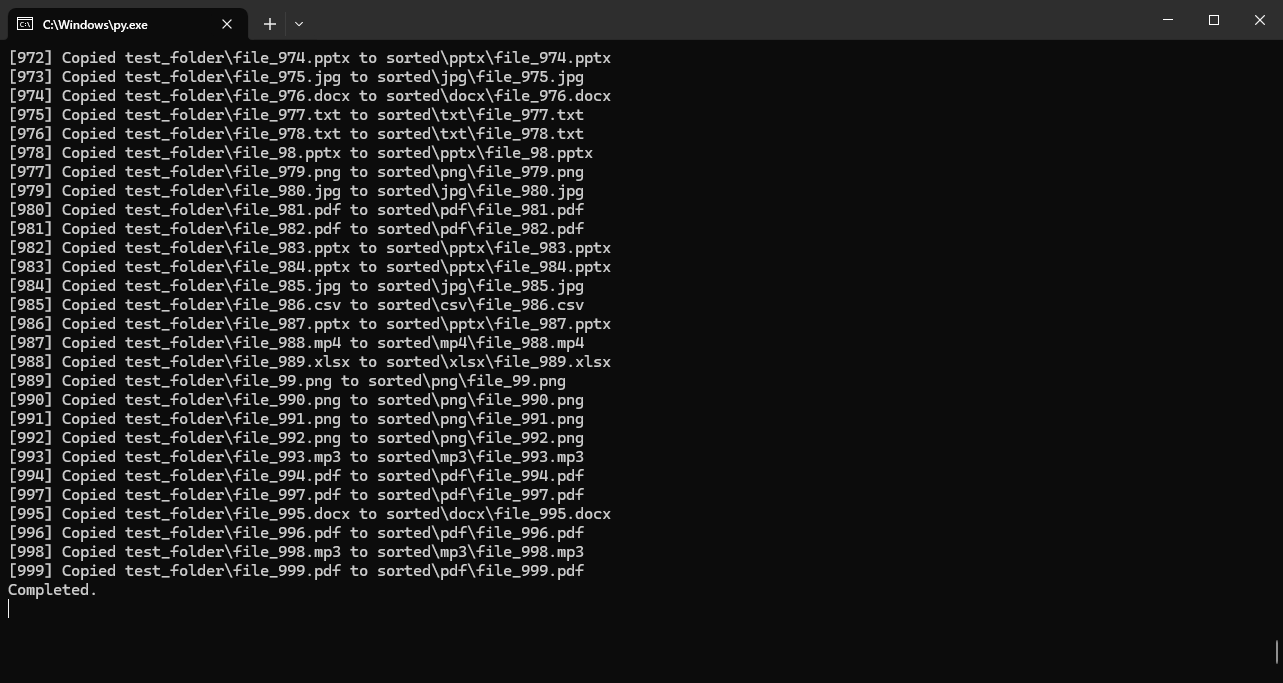 C:\Windows\py.exe
[972] Copied test_folder\file_974.pptx to sorted\pptx\file_974.pptx
[973] Copied test_folder\file_975.jpg to sorted\jpg\file_975.jpg
[974] Copied test_folder\file_976.docx to sorted\docx\file_976.docx
[975] Copied test_folder\file_977.txt to sorted\txt\file_977.txt
[976] Copied test_folder\file_978.txt to sorted\txt\file_978.txt
[978] Copied test_folder\file_98.pptx to sorted\pptx\file_98.pptx
[977] Copied test_folder\file_979.png to sorted\png\file_979.png
[979] Copied test_folder\file_980.jpg to sorted\jpg\file_980.jpg
[980] Copied test_folder\file_981.pdf to sorted\pdf\file_981.pdf
[981] Copied test_folder\file_982.pdf to sorted\pdf\file_982.pdf
[982] Copied test_folder\file_983.pptx to sorted\pptx\file_983.pptx
[983] Copied test_folder\file_984.pptx to sorted\pptx\file_984.pptx
[984] Copied test_folder\file_985.jpg to sorted\jpg\file_985.jpg
[985] Copied test_folder\file_986.csv to sorted\csv\file_986.csv
[986] Copied test_folder\file_987.pptx to sorted\pptx\file_987.pptx
[987] Copied test_folder\file_988.mp4 to sorted\mp4\file_988.mp4
[988] Copied test_folder\file_989.xlsx to sorted\xlsx\file_989.xlsx
[989] Copied test_folder\file_99.png to sorted\png\file_99.png
[990] Copied test_folder\file_990.png to sorted\png\file_990.png
[991] Copied test_folder\file_991.png to sorted\png\file_991.png
[992] Copied test_folder\file_992.png to sorted\png\file_992.png
[993] Copied test_folder\file_993.mp3 to sorted\mp3\file_993.mp3
[994] Copied test_folder\file_994.pdf to sorted\pdf\file_994.pdf
[997] Copied test_folder\file_997.pdf to sorted\pdf\file_997.pdf
[995] Copied test_folder\file_995.docx to sorted\docx\file_995.docx
[996] Copied test_folder\file_996.pdf to sorted\pdf\file_996.pdf
[998] Copied test_folder\file_998.mp3 to sorted\mp3\file_998.mp3
[999] Copied test_folder\file_999.pdf to sorted\pdf\file_999.pdf
Completed.